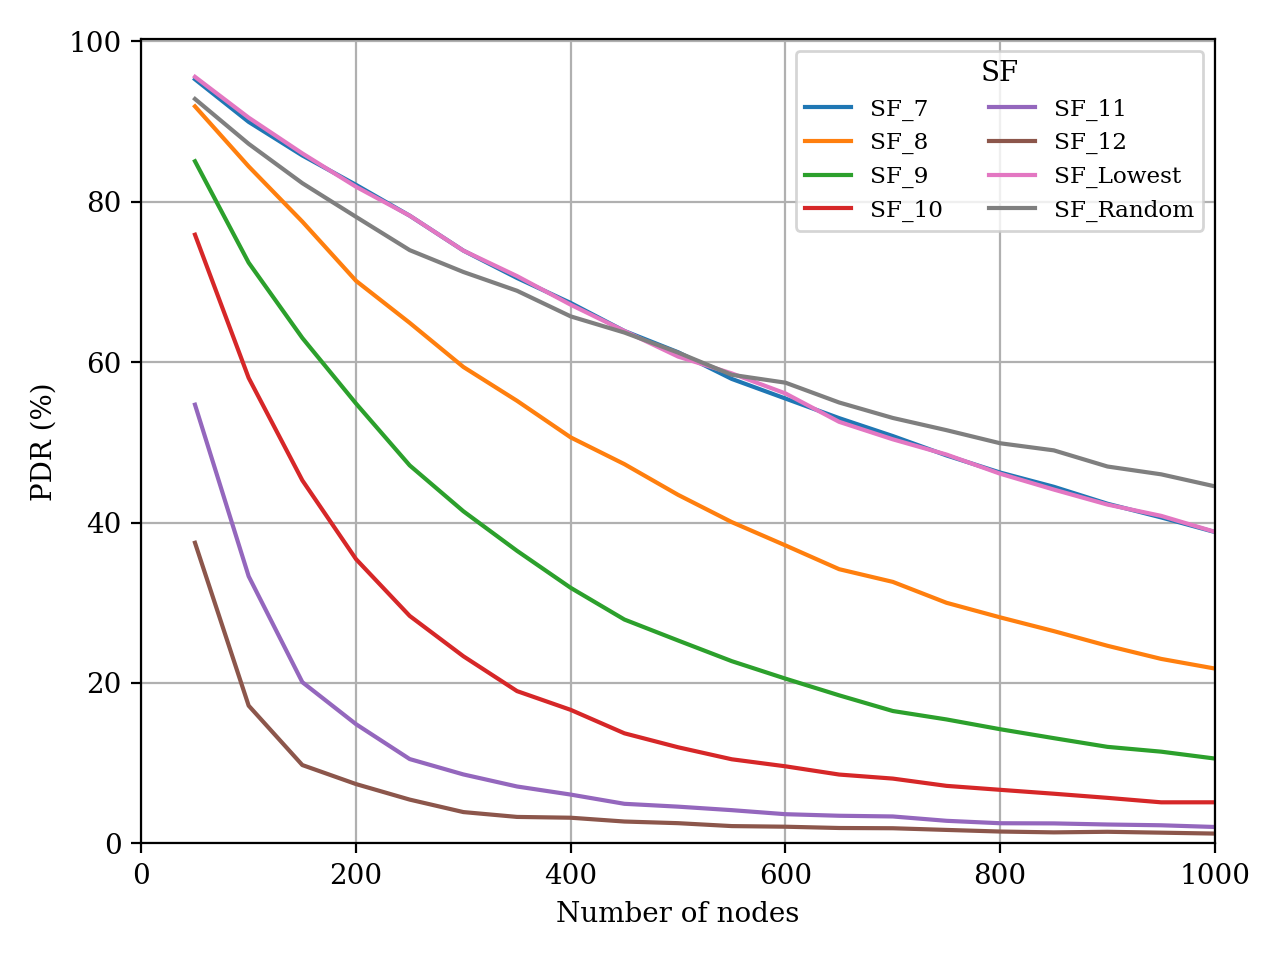 100
80
60
40
20
0
PDR (%)
0 200 400 600 800 1000
Number of nodes
SF
SF_7 SF_11
SF_8 SF_12
SF_9 SF_Lowest
SF_10 SF_Random